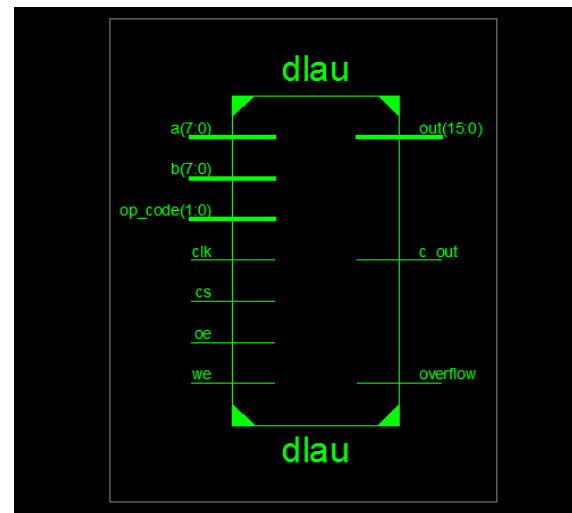 dlau
a(7:0)
out(15:0)
b(7:0)
op_code(1:0)
clk
c_out
cs
oe
we
overflow
dlau